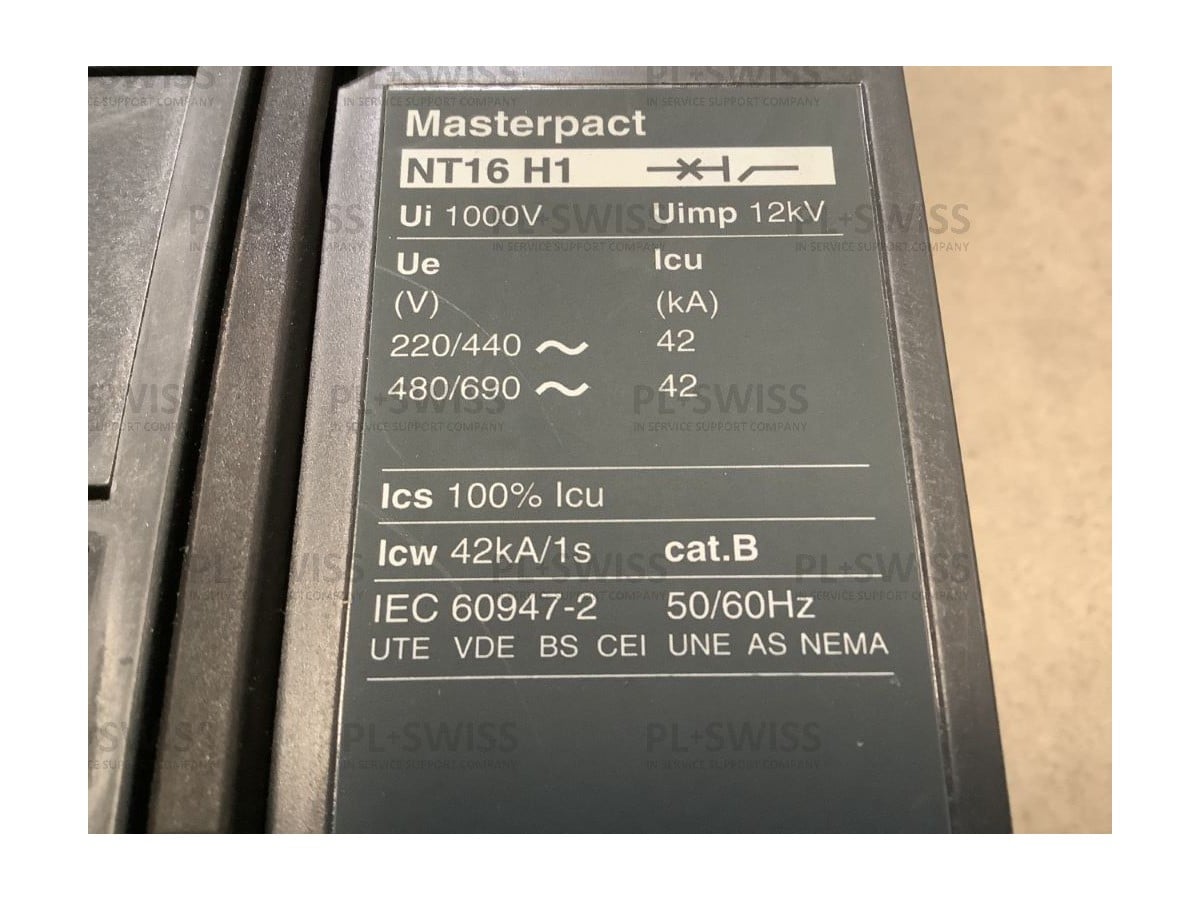 Masterpact
NT16 H1
Ui 1000V Uimp 12kV
Ue Icu
(V) (kA)
220/440 ~ 42
480/690 ~ 42
Ics 100% Icu
Icw 42kA/1s cat.B
IEC 60947-2 50/60Hz
UTE VDE BS CEI UNE AS NEMA
PL+SWISS
IN SERVICE SUPPORT COMPANY